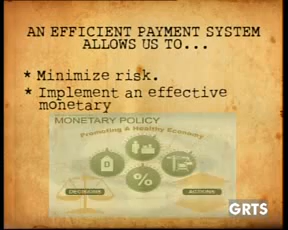 AN EFFICIENT PAYMENT SYSTEM
ALLOWS US TO...
* Minimize risk.
* Implement an effective
monetary
MONETARY POLICY
Promoting A Healthy Economy
DECISIONS
ACTIONS
GRTS